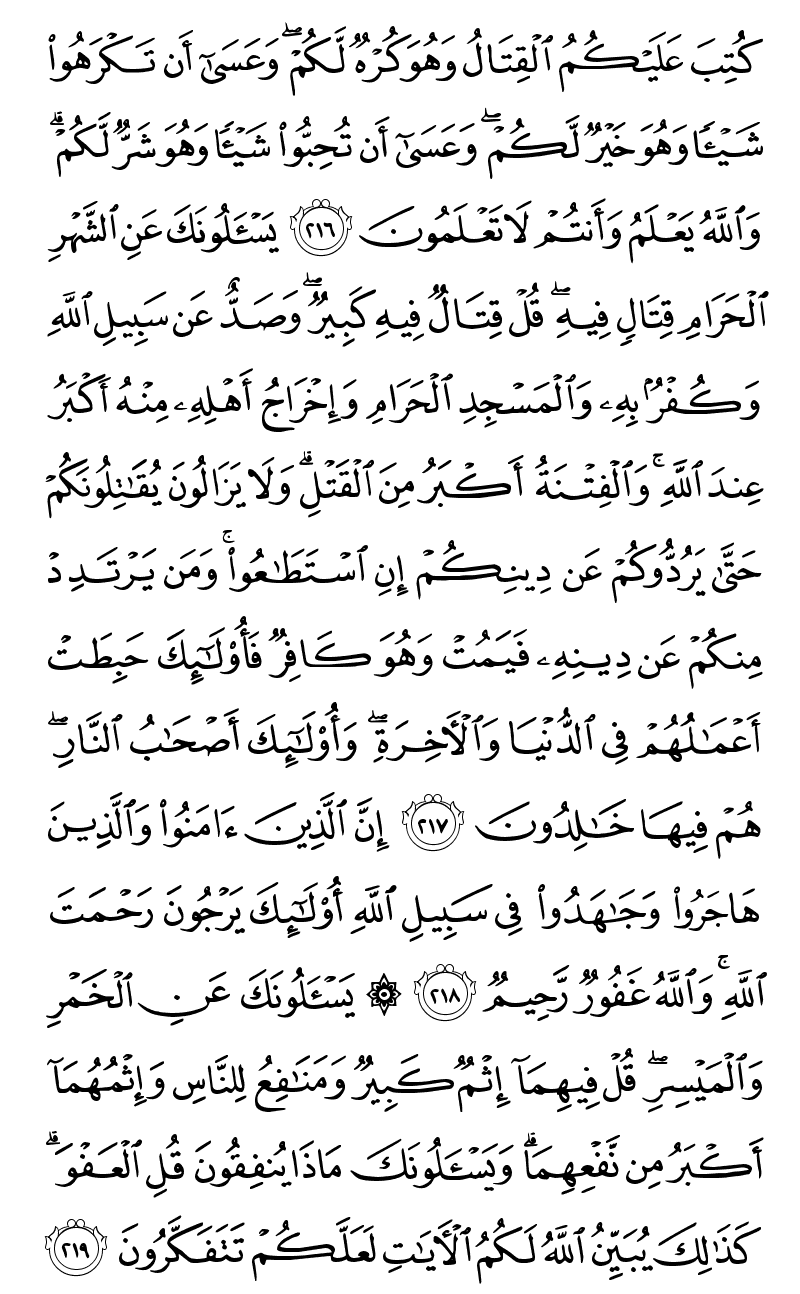 كُتِبَ عَلَيۡكُمُ ٱلۡقِتَالُ وَهُوَ كُرۡهٞ لَّكُمۡۖ وَعَسَىٰٓ أَن تَكۡرَهُواْ
شَيۡـٔٗا وَهُوَ خَيۡرٞ لَّكُمۡۖ وَعَسَىٰٓ أَن تُحِبُّواْ شَيۡـٔٗا وَهُوَ شَرّٞ لَّكُمۡۚ
وَٱللَّهُ يَعۡلَمُ وَأَنتُمۡ لَا تَعۡلَمُونَ ٢١٦ يَسۡـَٔلُونَكَ عَنِ ٱلشَّهۡرِ
ٱلۡحَرَامِ قِتَالٖ فِيهِۖ قُلۡ قِتَالٞ فِيهِ كَبِيرٞۖ وَصَدٌّ عَن سَبِيلِ ٱللَّهِ
وَكُفۡرُۢ بِهِۦ وَٱلۡمَسۡجِدِ ٱلۡحَرَامِ وَإِخۡرَاجُ أَهۡلِهِۦ مِنۡهُ أَكۡبَرُ
عِندَ ٱللَّهِۚ وَٱلۡفِتۡنَةُ أَكۡبَرُ مِنَ ٱلۡقَتۡلِۗ وَلَا يَزَالُونَ يُقَٰتِلُونَكُمۡ
حَتَّىٰ يَرُدُّوكُمۡ عَن دِينِكُمۡ إِنِ ٱسۡتَطَٰعُواْۚ وَمَن يَرۡتَدِدۡ
مِنكُمۡ عَن دِينِهِۦ فَيَمُتۡ وَهُوَ كَافِرٞ فَأُوْلَٰٓئِكَ حَبِطَتۡ
أَعۡمَٰلُهُمۡ فِي ٱلدُّنۡيَا وَٱلۡأٓخِرَةِۖ وَأُوْلَٰٓئِكَ أَصۡحَٰبُ ٱلنَّارِۖ
هُمۡ فِيهَا خَٰلِدُونَ ٢١٧ إِنَّ ٱلَّذِينَ ءَامَنُواْ وَٱلَّذِينَ
هَاجَرُواْ وَجَٰهَدُواْ فِي سَبِيلِ ٱللَّهِ أُوْلَٰٓئِكَ يَرۡجُونَ رَحۡمَتَ
ٱللَّهِۚ وَٱللَّهُ غَفُورٞ رَّحِيمٞ ٢١٨ ۞ يَسۡـَٔلُونَكَ عَنِ ٱلۡخَمۡرِ
وَٱلۡمَيۡسِرِۖ قُلۡ فِيهِمَآ إِثۡمٞ كَبِيرٞ وَمَنَٰفِعُ لِلنَّاسِ وَإِثۡمُهُمَآ
أَكۡبَرُ مِن نَّفۡعِهِمَاۗ وَيَسۡـَٔلُونَكَ مَاذَا يُنفِقُونَ قُلِ ٱلۡعَفۡوَۗ
كَذَٰلِكَ يُبَيِّنُ ٱللَّهُ لَكُمُ ٱلۡأٓيَٰتِ لَعَلَّكُمۡ تَتَفَكَّرُونَ ٢١٩